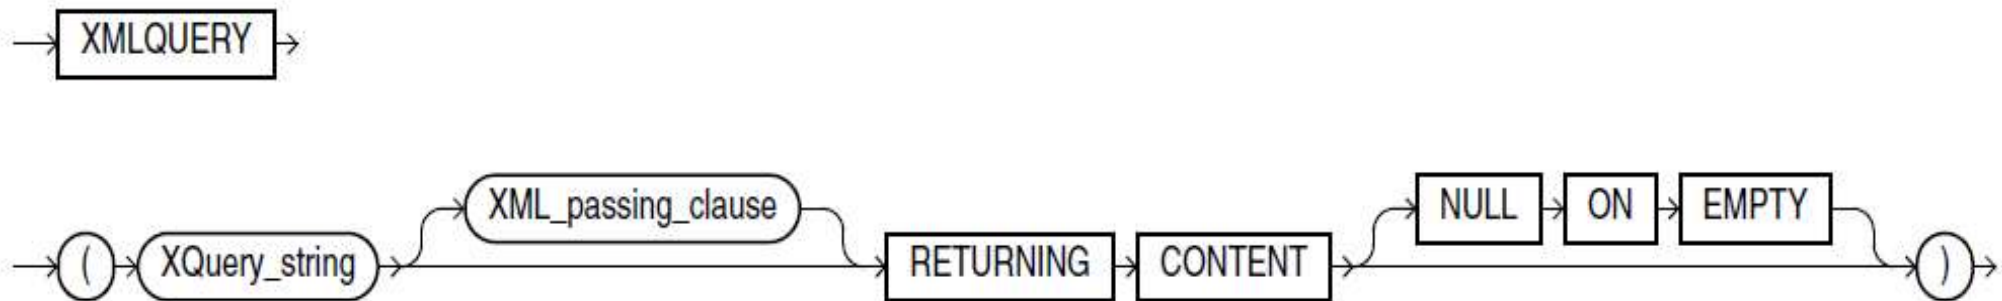 XMLQUERY
XML_passing_clause NULL ON EMPTY
( XQuery_string RETURNING CONTENT )